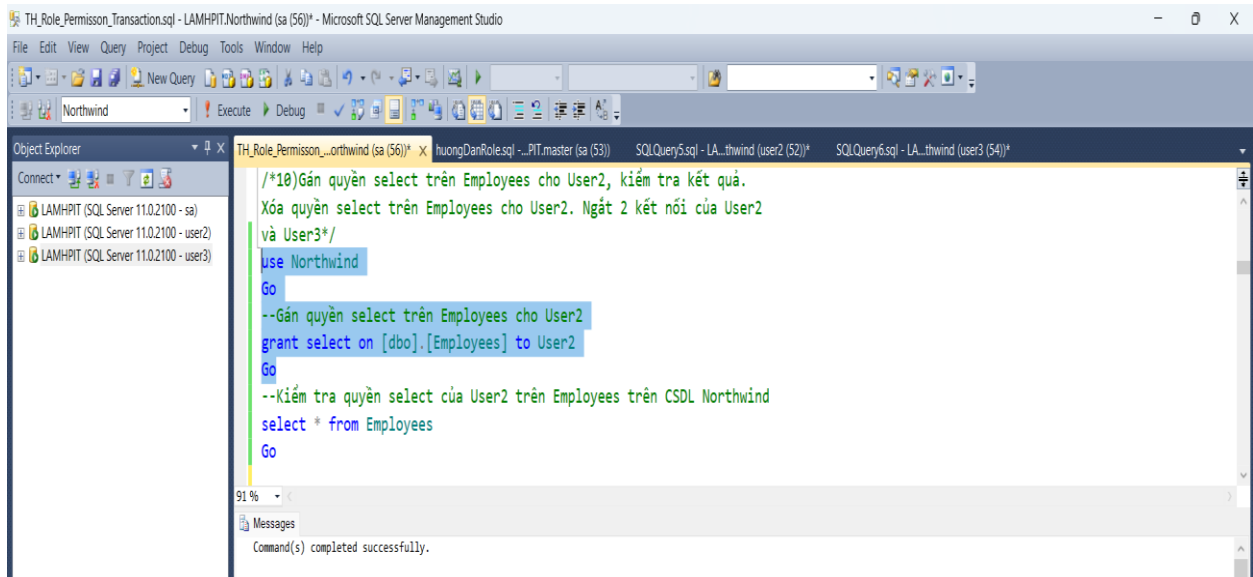 TH_Role_Permisson_Transaction.sql - LAMHPIT.Northwind (sa (56))* - Microsoft SQL Server Management Studio
File Edit View Query Project Debug Tools Window Help
New Query
Northwind Execute Debug
Object Explorer
Connect
LAMHPIT (SQL Server 11.0.2100 - sa)
LAMHPIT (SQL Server 11.0.2100 - user2)
LAMHPIT (SQL Server 11.0.2100 - user3)
TH_Role_Permisson_...orthwind (sa (56))* X huongDanRole.sql -...PIT.master (sa (53)) SQLQuery5.sql - LA...thwind (user2 (52))* SQLQuery6.sql - LA...thwind (user3 (54))*
/*10)Gán quyền select trên Employees cho User2, kiểm tra kết quả.
Xóa quyền select trên Employees cho User2. Ngắt 2 kết nối của User2
và User3*/
use Northwind
Go
--Gán quyền select trên Employees cho User2
grant select on [dbo].[Employees] to User2
Go
--Kiểm tra quyền select của User2 trên Employees trên CSDL Northwind
select * from Employees
Go
91 %
Messages
Command(s) completed successfully.